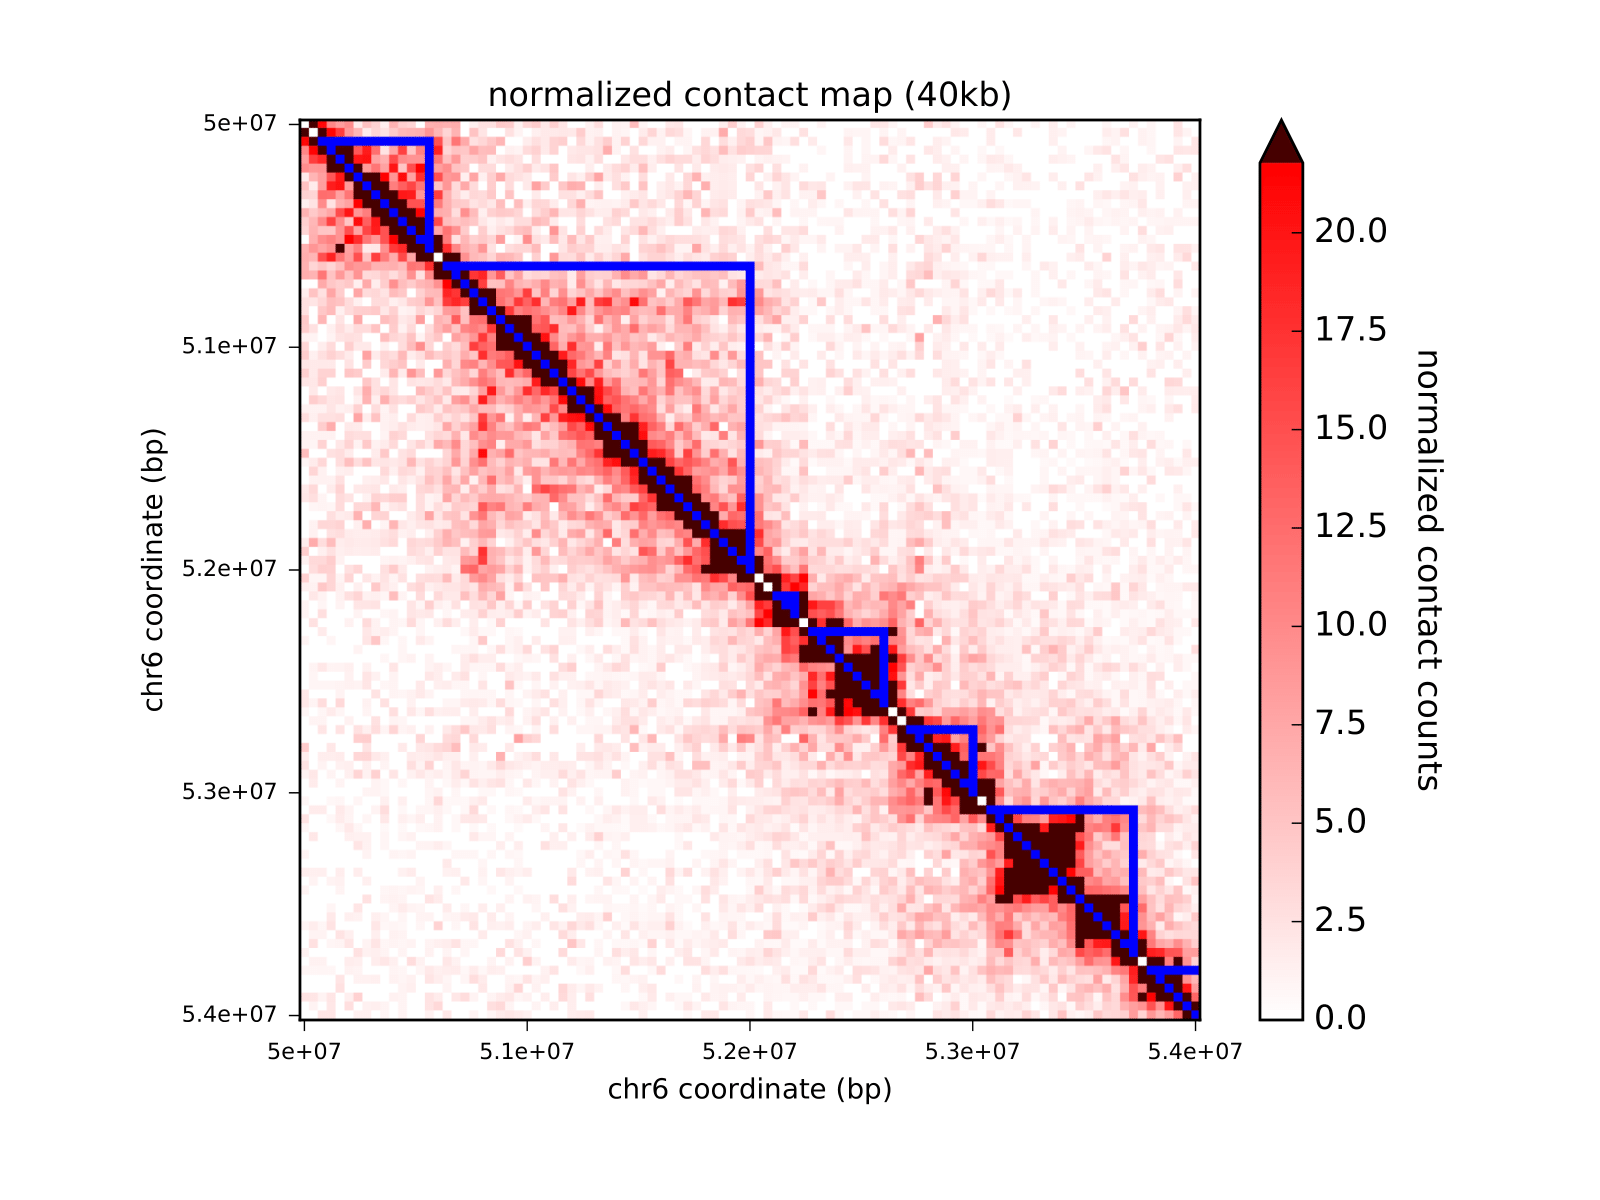 normalized contact map (40kb)
5e+07
5.1e+07
5.2e+07
5.3e+07
5.4e+07
chr6 coordinate (bp)
5e+07
5.1e+07
5.2e+07
5.3e+07
5.4e+07
chr6 coordinate (bp)
20.0
17.5
15.0
12.5
10.0
7.5
5.0
2.5
0.0
normalized contact counts